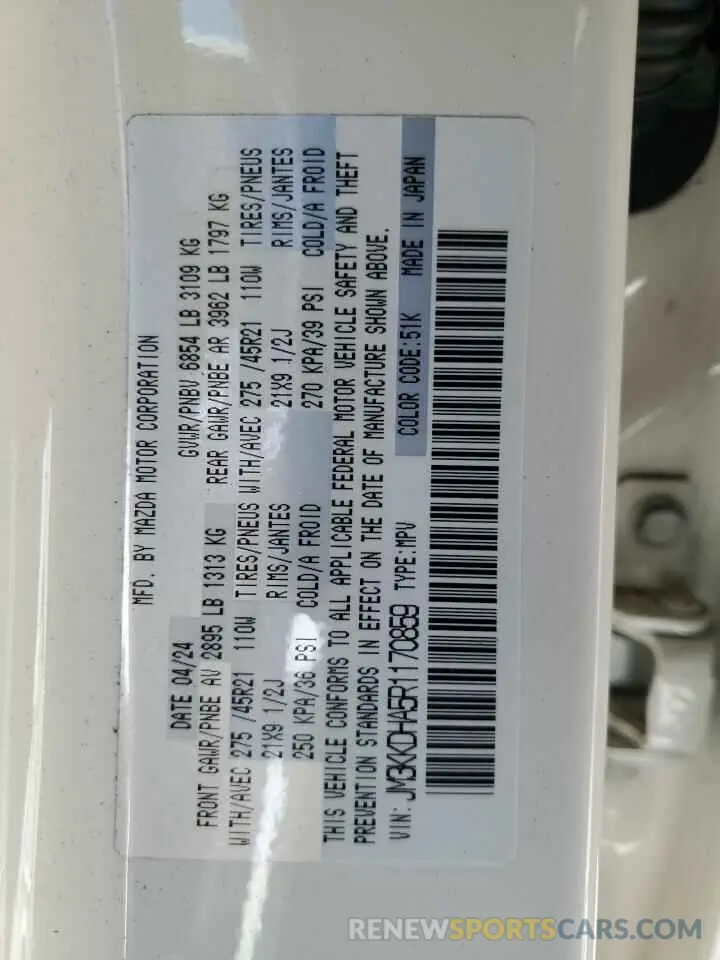 MFD. BY MAZDA MOTOR CORPORATION
DATE 04/24 GVWR/PNBV 6854 LB 3109 KG
FRONT GAWR/PNBE AV 2895 LB 1313 KG REAR GAWR/PNBE AR 3962 LB 1797 KG
WITH/AVEC 275 /45R21 110W TIRES/PNEUS WITH/AVEC 275 /45R21 110W TIRES/PNEUS
21X9 1/2J RIMS/JANTES 21X9 1/2J RIMS/JANTES
250 KPA/36 PSI COLD/A FROID 270 KPA/39 PSI COLD/A FROID
THIS VEHICLE CONFORMS TO ALL APPLICABLE FEDERAL MOTOR VEHICLE SAFETY AND THEFT
PREVENTION STANDARDS IN EFFECT ON THE DATE OF MANUFACTURE SHOWN ABOVE.
VIN: JM3KKDHA5R1170859 TYPE:MPV COLOR CODE:51K MADE IN JAPAN
RENEWSPORTSCARS.COM